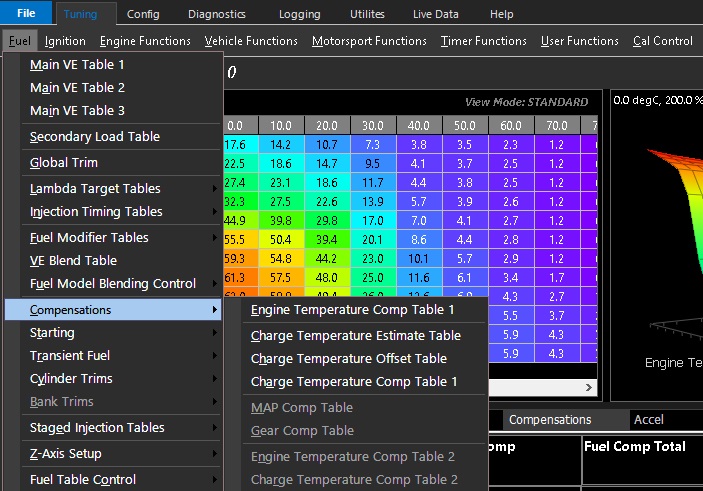 File Tuning Config Diagnostics Logging Utilites Live Data Help
Fuel Ignition Engine Functions Vehicle Functions Motorsport Functions Timer Functions User Functions Cal Control
Main VE Table 1
Main VE Table 2
Main VE Table 3
Secondary Load Table
Global Trim
Lambda Target Tables
Injection Timing Tables
Fuel Modifier Tables
VE Blend Table
Fuel Model Blending Control
Compensations
Starting
Transient Fuel
Cylinder Trims
Bank Trims
Staged Injection Tables
Z-Axis Setup
Fuel Table Control
0
View Mode: STANDARD
0.0 10.0 20.0 30.0 40.0 50.0 60.0 70.0 7
17.6 14.2 10.7 7.3 3.8 3.5 2.3 1.2
22.5 18.6 14.7 9.5 4.1 3.7 2.5 1.2
27.4 23.1 18.6 11.7 4.4 3.8 2.5 1.2
32.3 27.5 22.6 13.9 5.7 3.9 2.6 1.2
44.9 39.8 29.8 17.0 7.0 4.1 2.7 1.2
55.5 50.4 39.4 20.1 8.6 4.4 2.8 1.2
59.3 54.8 44.2 23.0 10.1 5.7 2.9 1.2
61.3 57.5 48.0 25.0 11.6 6.1 3.4 1.7
4.3 2.7
5.5 3.7
5.9 4.3
5.9 4.3
Engine Temperature Comp Table 1
Charge Temperature Estimate Table
Charge Temperature Offset Table
Charge Temperature Comp Table 1
MAP Comp Table
Gear Comp Table
Engine Temperature Comp Table 2
Charge Temperature Comp Table 2
0.0 degC, 200.0 %
Engine Te
Compensations Accel
omp Fuel Comp Total